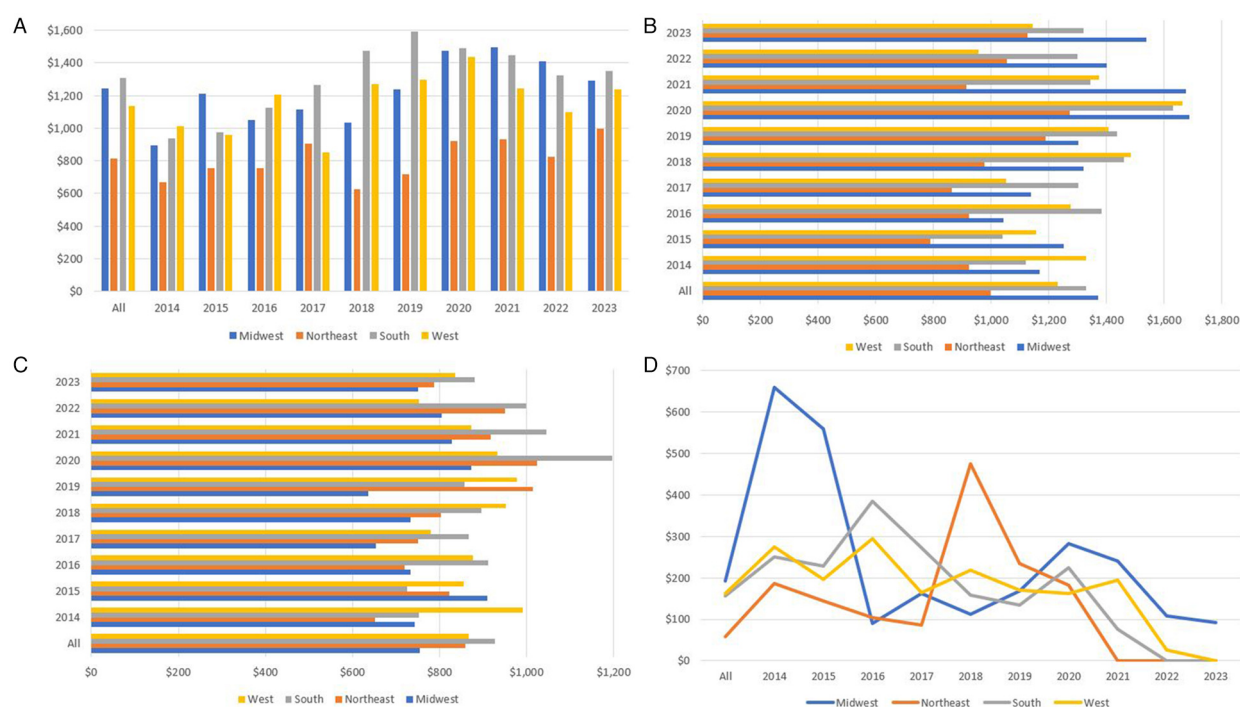 A
$1,600
$1,400
$1,200
$1,000
$800
$600
$400
$200
$0
All 2014 2015 2016 2017 2018 2019 2020 2021 2022 2023
Midwest Northeast South West
B
2023
2022
2021
2020
2019
2018
2017
2016
2015
2014
All
$0 $200 $400 $600 $800 $1,000 $1,200 $1,400 $1,600 $1,800
West South Northeast Midwest
C
2023
2022
2021
2020
2019
2018
2017
2016
2015
2014
All
$0 $200 $400 $600 $800 $1,000 $1,200
West South Northeast Midwest
D
$700
$600
$500
$400
$300
$200
$100
$0
All 2014 2015 2016 2017 2018 2019 2020 2021 2022 2023
Midwest Northeast South West